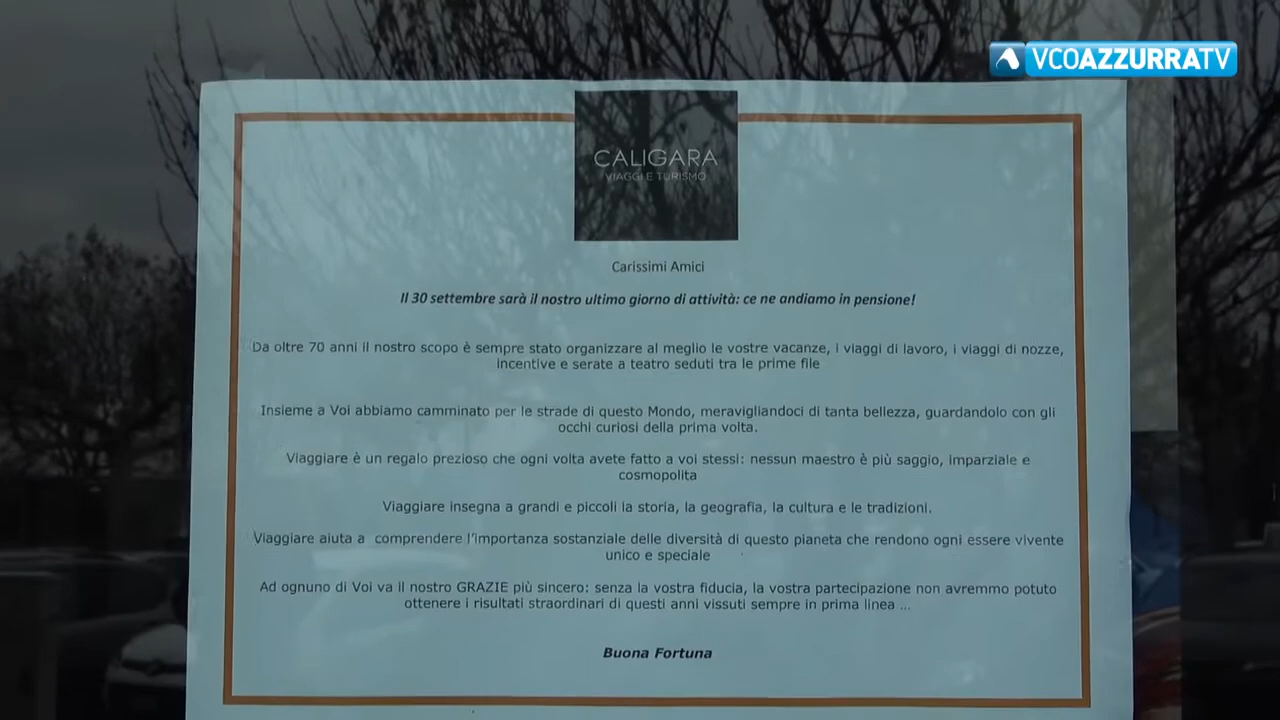 VCOAZZURRATV
CALIGARA
VIAGGI E TURISMO
Carissimi Amici
Il 30 settembre sarà il nostro ultimo giorno di attività: ce ne andiamo in pensione!
Da oltre 70 anni il nostro scopo è sempre stato organizzare al meglio le vostre vacanze, i viaggi di lavoro, i viaggi di nozze,
incentive e serate a teatro seduti tra le prime file
Insieme a Voi abbiamo camminato per le strade di questo Mondo, meravigliandoci di tanta bellezza, guardandolo con gli
occhi curiosi della prima volta.
Viaggiare è un regalo prezioso che ogni volta avete fatto a voi stessi: nessun maestro è più saggio, imparziale e
cosmopolita
Viaggiare insegna a grandi e piccoli la storia, la geografia, la cultura e le tradizioni.
Viaggiare aiuta a comprendere l'importanza sostanziale delle diversità di questo pianeta che rendono ogni essere vivente
unico e speciale
Ad ognuno di Voi va il nostro GRAZIE più sincero: senza la vostra fiducia, la vostra partecipazione non avremmo potuto
ottenere i risultati straordinari di questi anni vissuti sempre in prima linea ...
Buona Fortuna